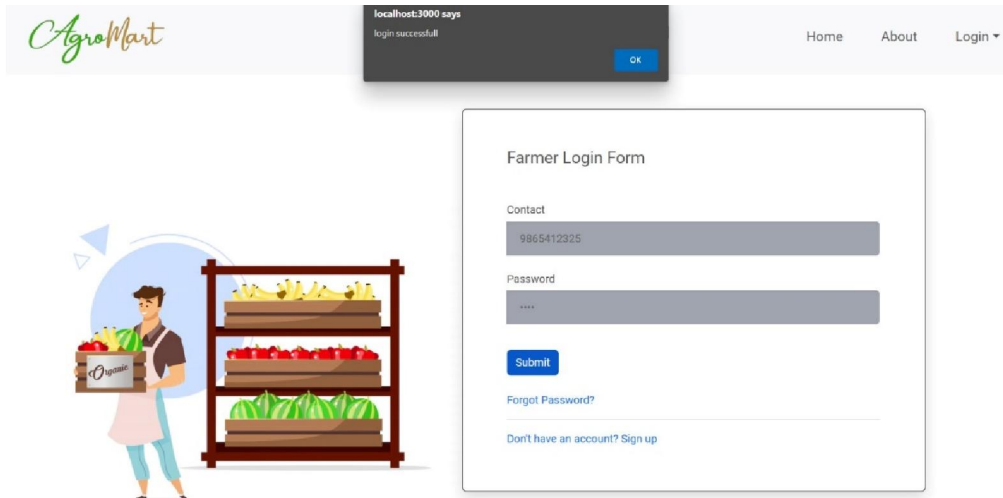 AgroMart
localhost:3000 says
login successfull
OK
Home About Login
Farmer Login Form
Contact
9865412325
Password
····
Submit
Forgot Password?
Don't have an account? Sign up
Organic